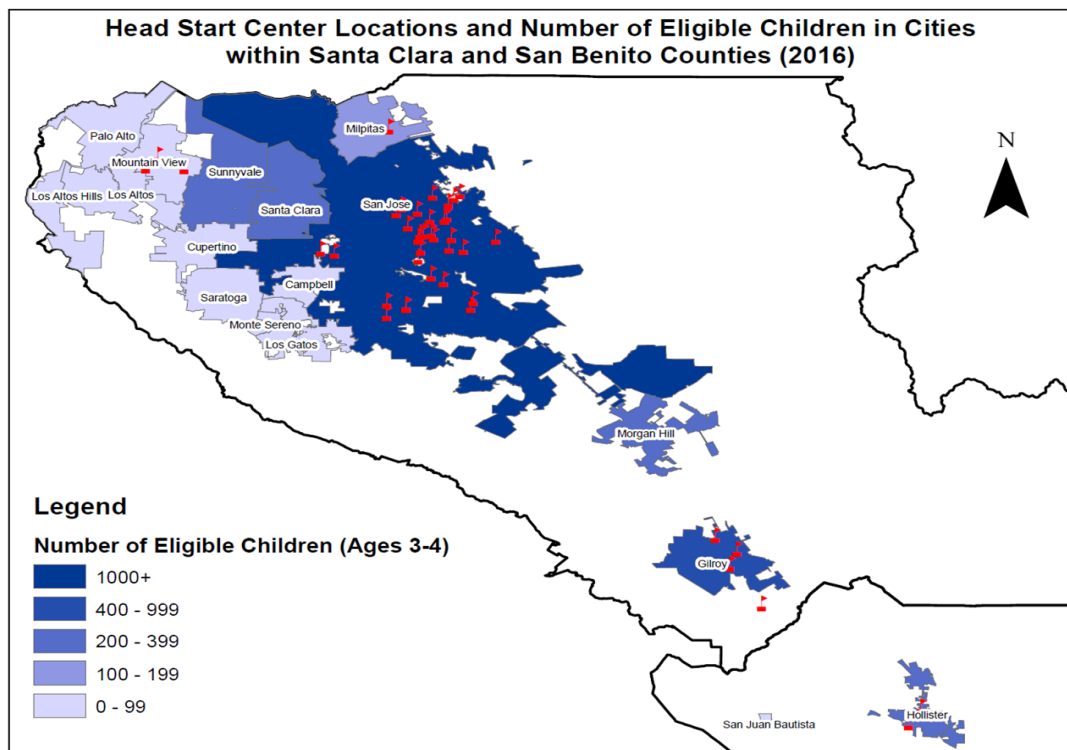 Head Start Center Locations and Number of Eligible Children in Cities
within Santa Clara and San Benito Counties (2016)
N
Milpitas
Palo Alto
Mountain View
Sunnyvale
Los Altos Hills
Los Altos
Santa Clara
San Jose
Cupertino
Campbell
Saratoga
Monte Sereno
Los Gatos
Morgan Hill
Legend
Number of Eligible Children (Ages 3-4)
1000+
400 - 999
200 - 399
100 - 199
0 - 99
Gilroy
Hollister
San Juan Bautista